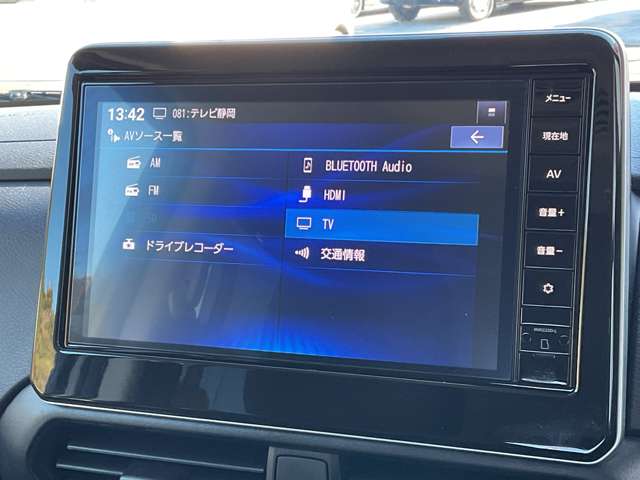 13:42 081:テレビ静岡
AVソース一覧
AM
FM
ドライブレコーダー
BLUETOOTH Audio
HDMI
TV
交通情報
メニュー
現在地
AV
音量+
音量-